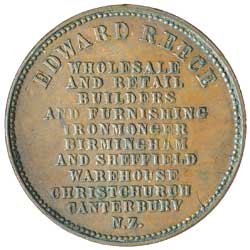 EDWARD REECE
WHOLESALE
AND RETAIL
BUILDERS
AND FURNISHING
IRONMONGER
BIRMINGHAM
AND SHEFFIELD
WAREHOUSE
CHRISTCHURCH
CANTERBURY
N.Z.